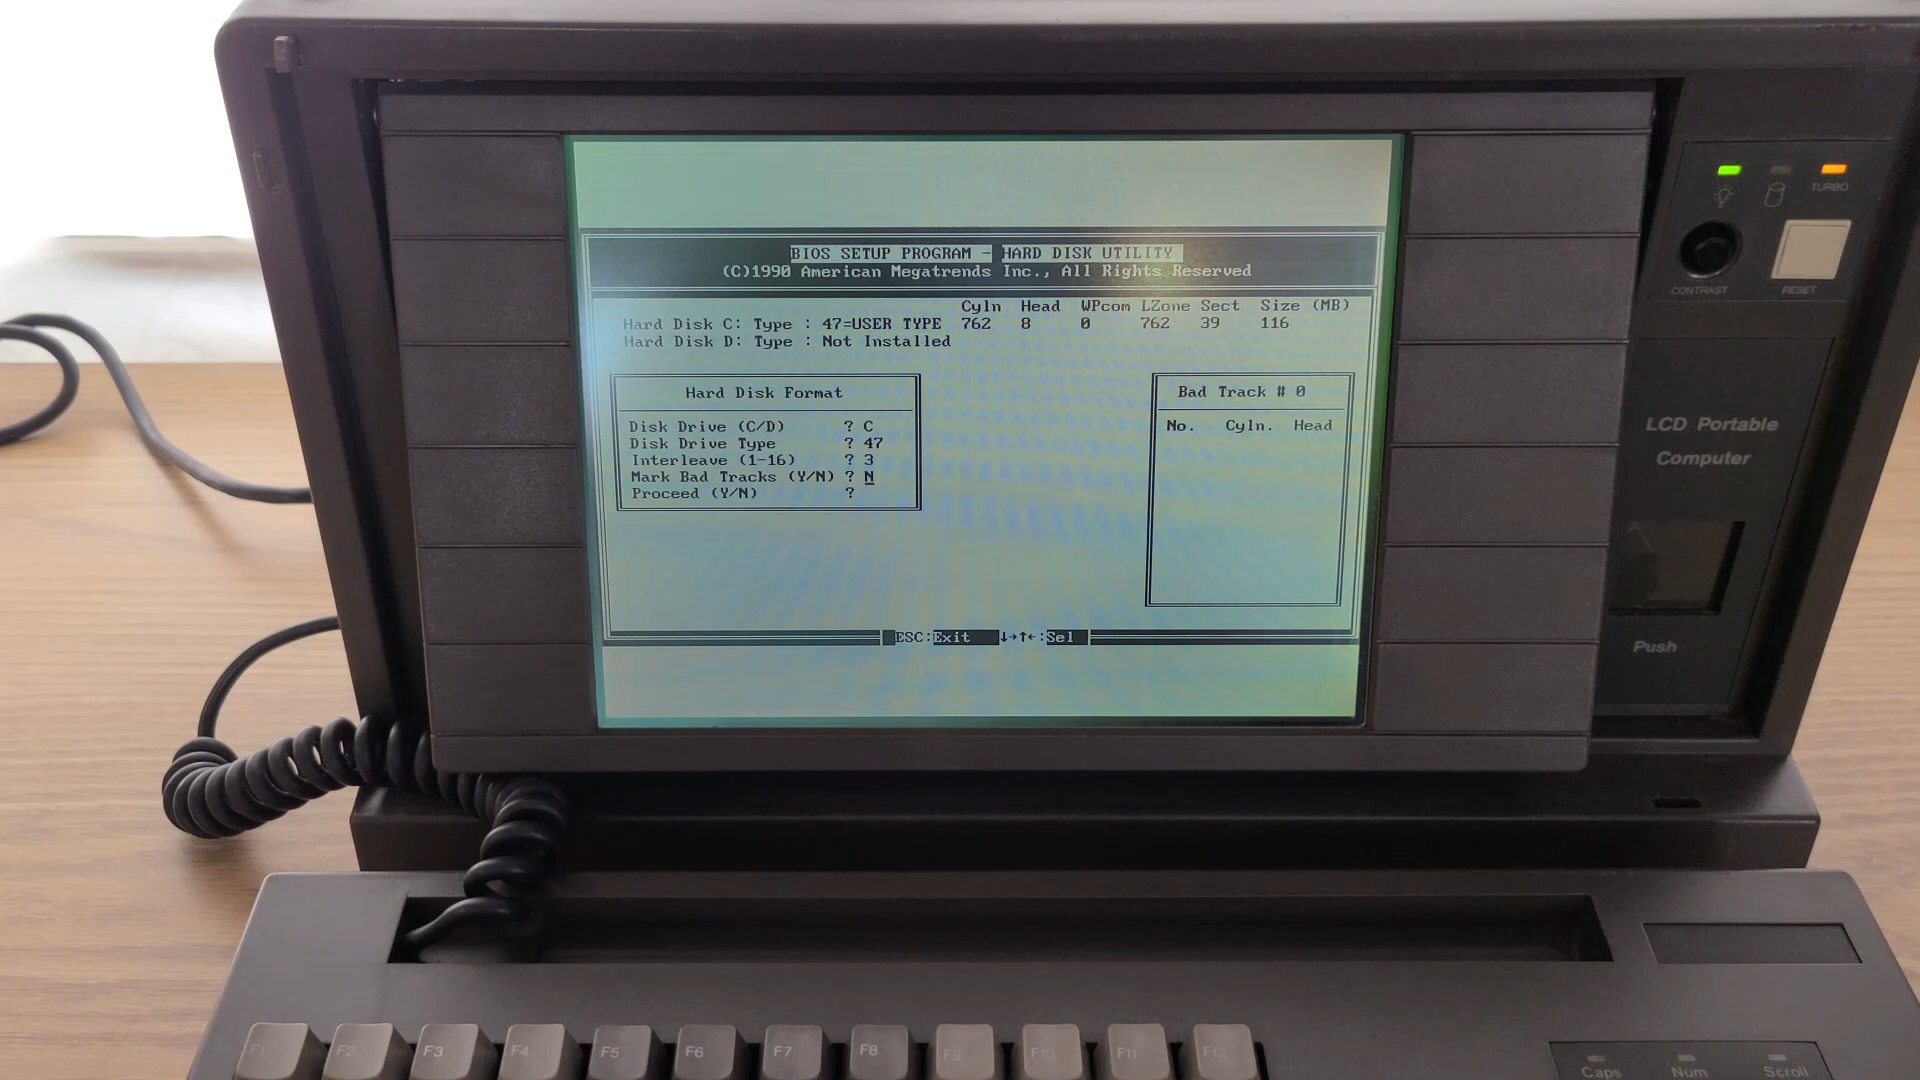 BIOS SETUP PROGRAM - HARD DISK UTILITY
(C)1990 American Megatrends Inc., All Rights Reserved
Cyln Head WPcom LZone Sect Size (MB)
Hard Disk C: Type : 47=USER TYPE 762 8 0 762 39 116
Hard Disk D: Type : Not Installed
Hard Disk Format
Disk Drive (C/D) ? C
Disk Drive Type ? 47
Interleave (1-16) ? 3
Mark Bad Tracks (Y/N) ? N
Proceed (Y/N) ?
Bad Track # 0
No. Cyln. Head
ESC:Exit ↓→↑←:Sel
TURBO
CONTRAST RESET
LCD Portable
Computer
Push
F1 F2 F3 F4 F5 F6 F7 F8 F9 F10 F11 F12
Caps Num Scroll